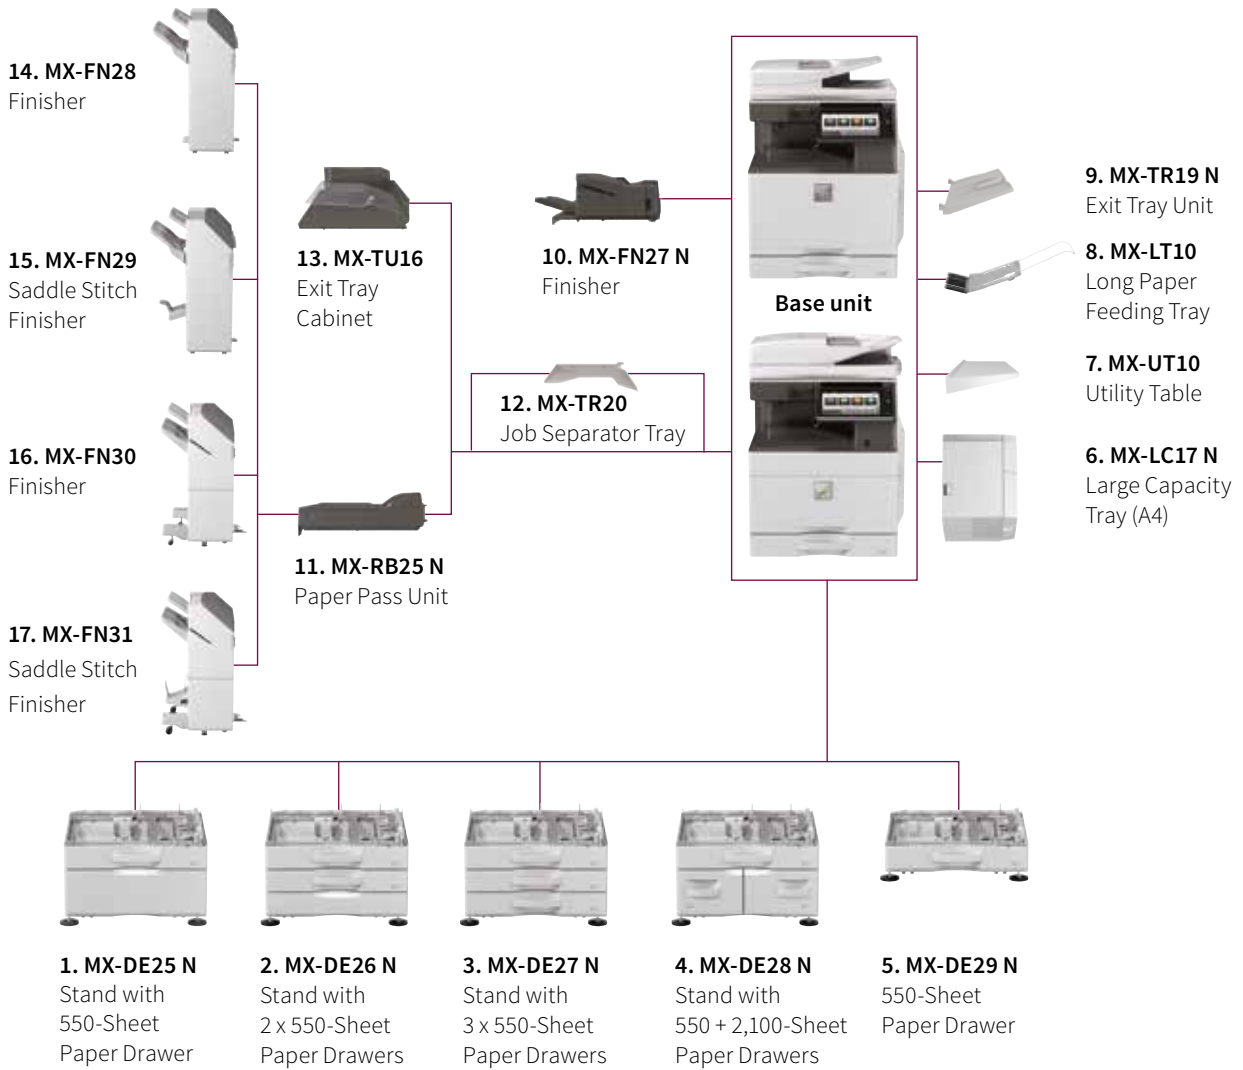 14. MX-FN28
Finisher
15. MX-FN29
Saddle Stitch
Finisher
16. MX-FN30
Finisher
17. MX-FN31
Saddle Stitch
Finisher
13. MX-TU16
Exit Tray
Cabinet
11. MX-RB25 N
Paper Pass Unit
10. MX-FN27 N
Finisher
12. MX-TR20
Job Separator Tray
Base unit
9. MX-TR19 N
Exit Tray Unit
8. MX-LT10
Long Paper
Feeding Tray
7. MX-UT10
Utility Table
6. MX-LC17 N
Large Capacity
Tray (A4)
1. MX-DE25 N
Stand with
550-Sheet
Paper Drawer
2. MX-DE26 N
Stand with
2 x 550-Sheet
Paper Drawers
3. MX-DE27 N
Stand with
3 x 550-Sheet
Paper Drawers
4. MX-DE28 N
Stand with
550 + 2,100-Sheet
Paper Drawers
5. MX-DE29 N
550-Sheet
Paper Drawer